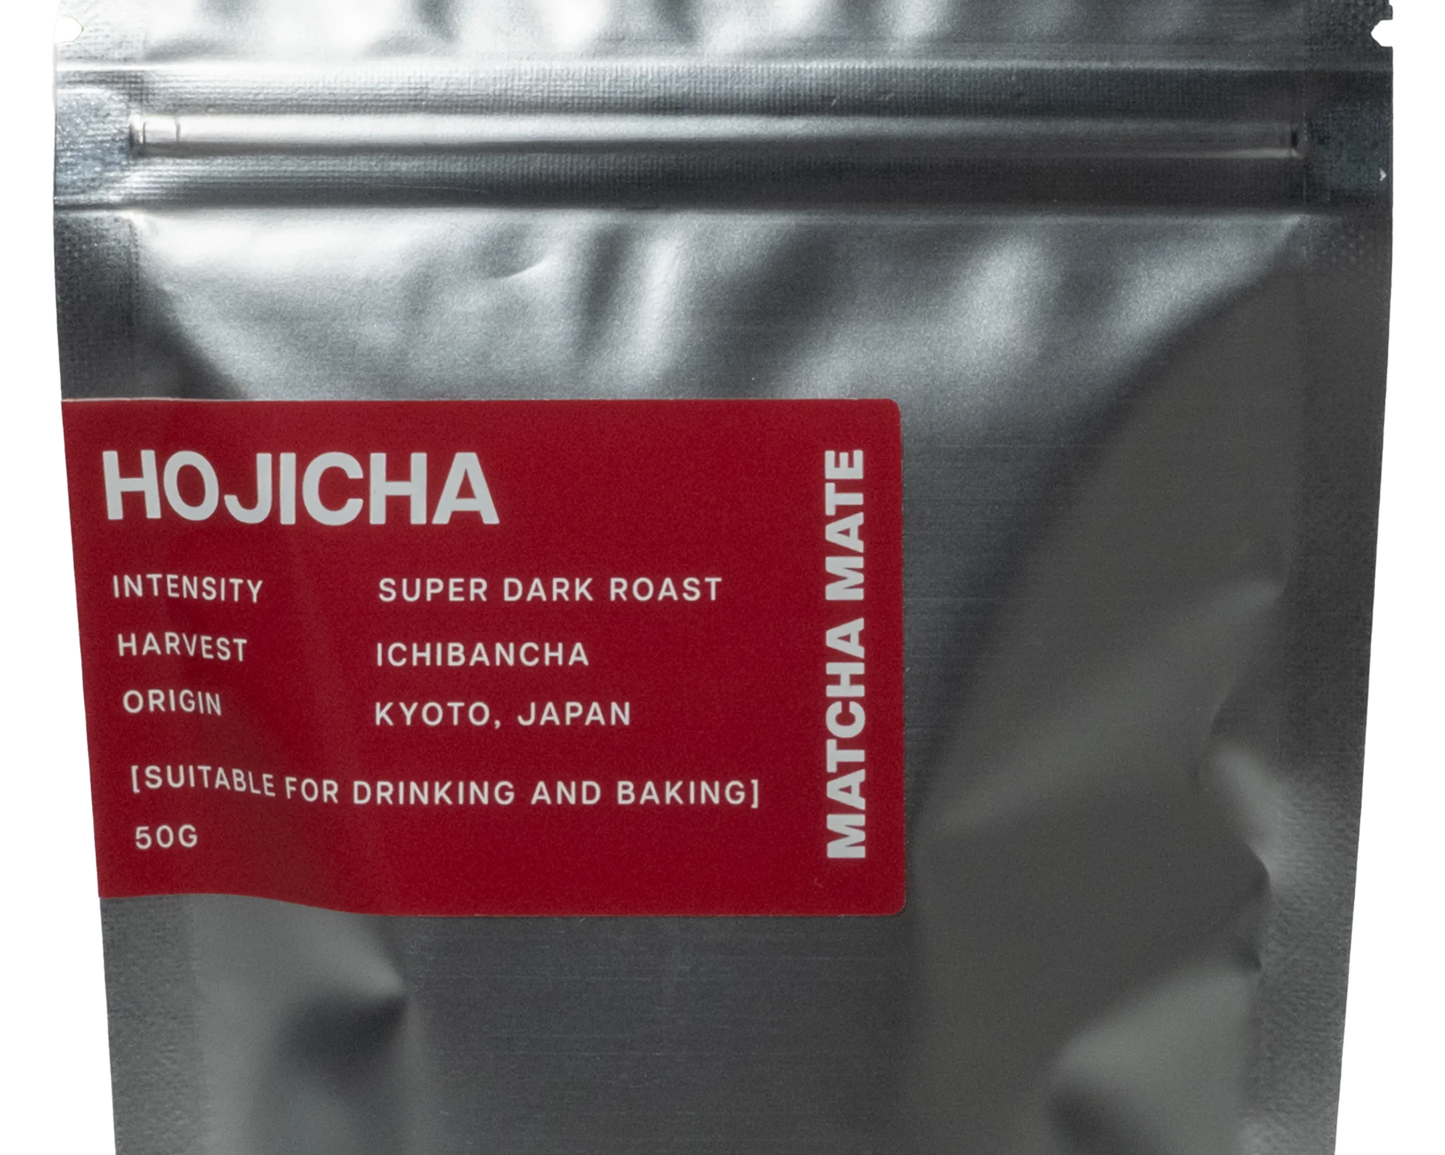 HOJICHA
INTENSITY SUPER DARK ROAST
HARVEST ICHIBANCHA
ORIGIN KYOTO, JAPAN
[SUITABLE FOR DRINKING AND BAKING]
50G
MATCHA MATE